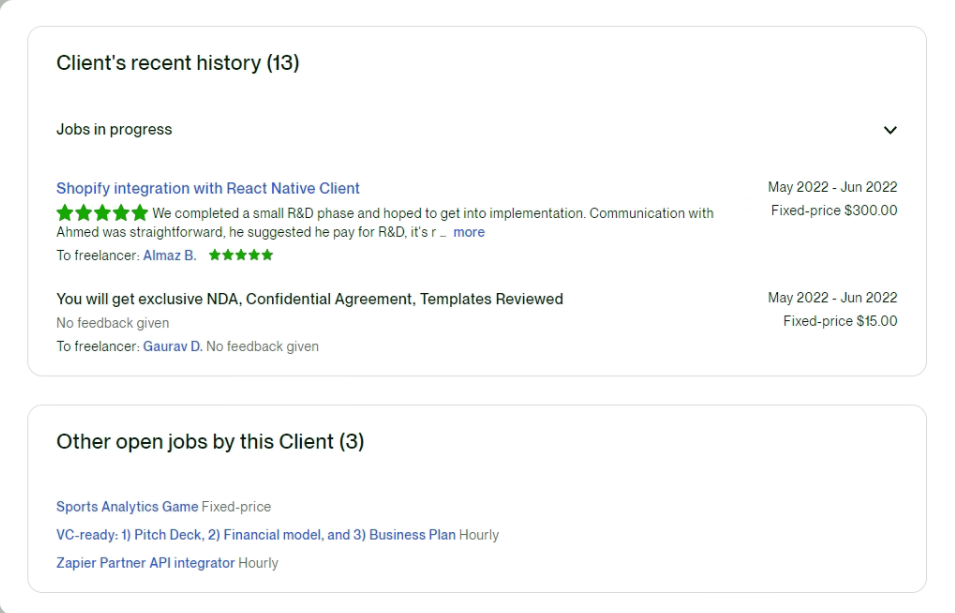 Client's recent history (13)
Jobs in progress
Shopify integration with React Native Client
May 2022 - Jun 2022
We completed a small R&D phase and hoped to get into implementation. Communication with
Fixed-price $300.00
Ahmed was straightforward, he suggested he pay for R&D, it's r ... more
To freelancer: Almaz B.
You will get exclusive NDA, Confidential Agreement, Templates Reviewed
May 2022 - Jun 2022
No feedback given
Fixed-price $15.00
To freelancer: Gaurav D. No feedback given
Other open jobs by this Client (3)
Sports Analytics Game Fixed-price
VC-ready: 1) Pitch Deck, 2) Financial model, and 3) Business Plan Hourly
Zapier Partner API integrator Hourly